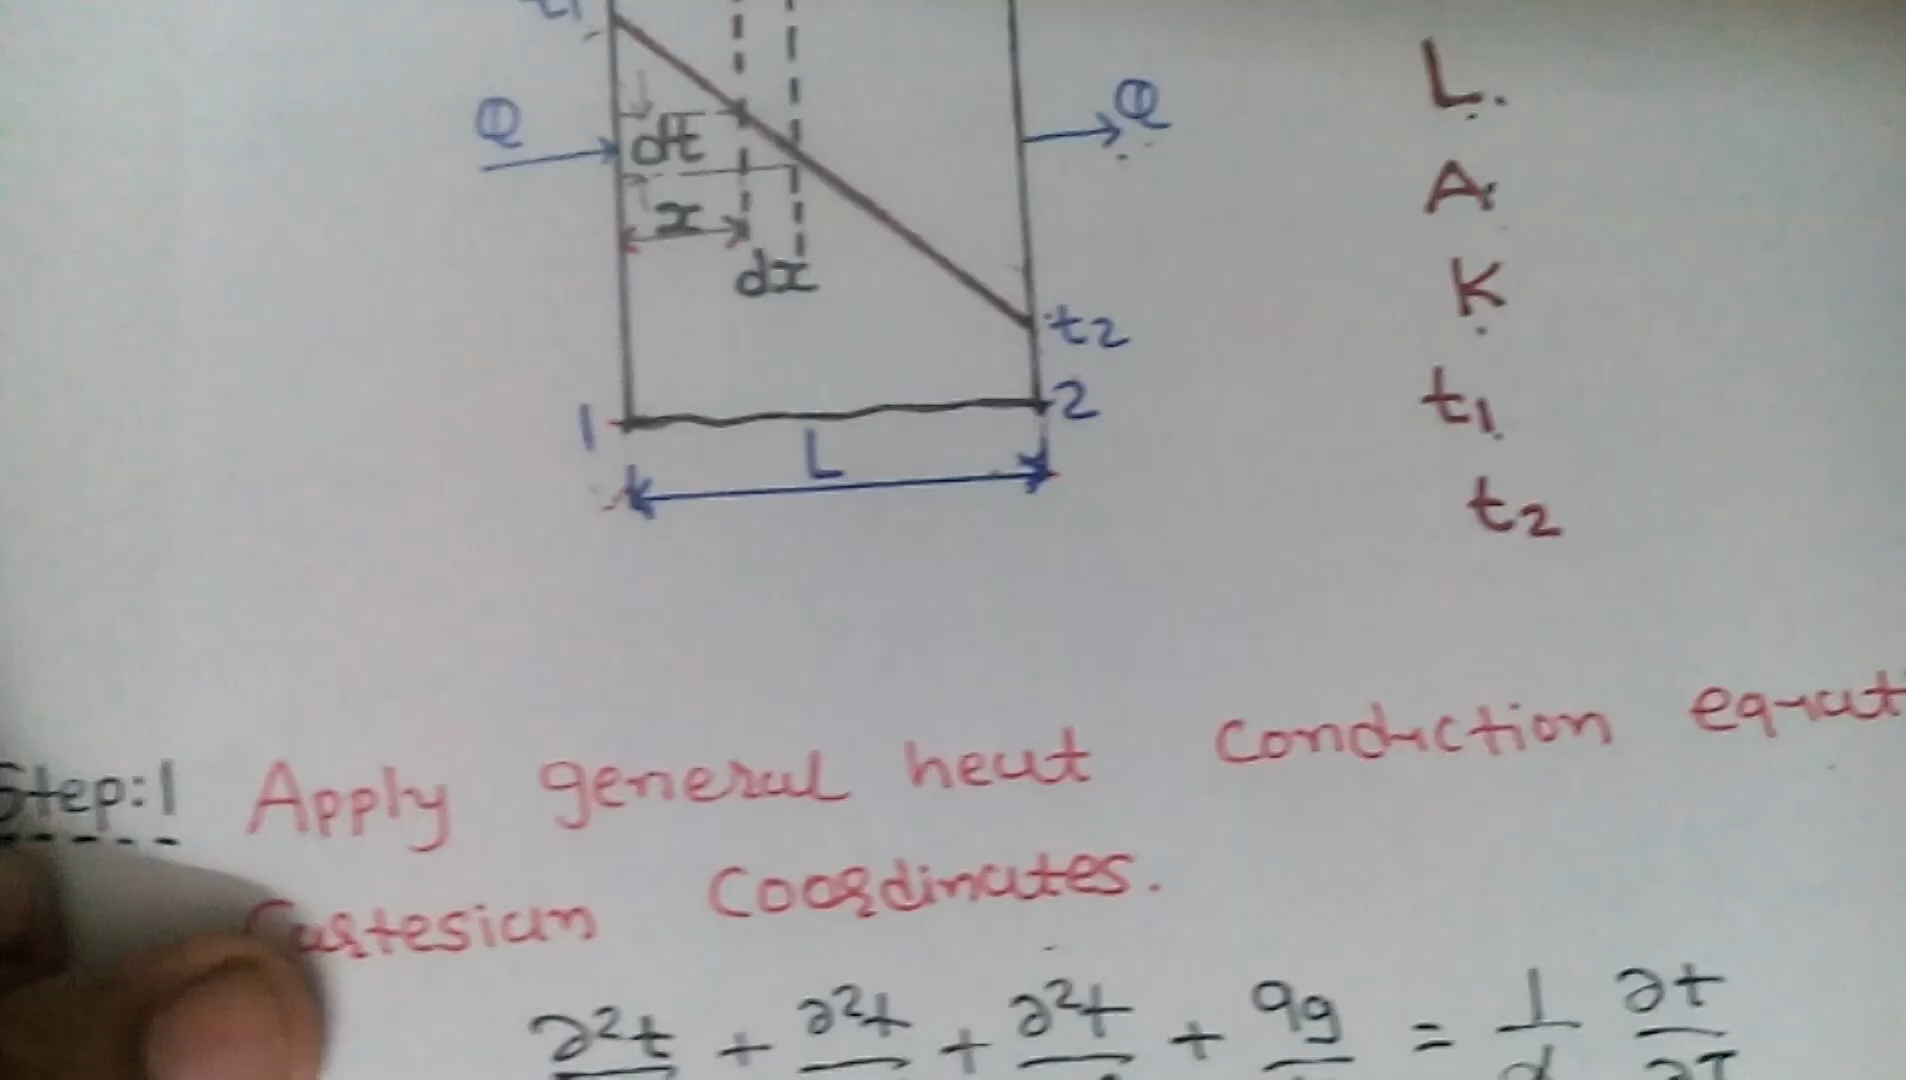 t1
Q
dt
x
dx
Q
t2
1
2
L
L.
A
K
t1
t2
Step:1 Apply general heat conduction equat
Cartesian Coordinates.
∂²t + ∂²t + ∂²t + qg = 1 ∂t